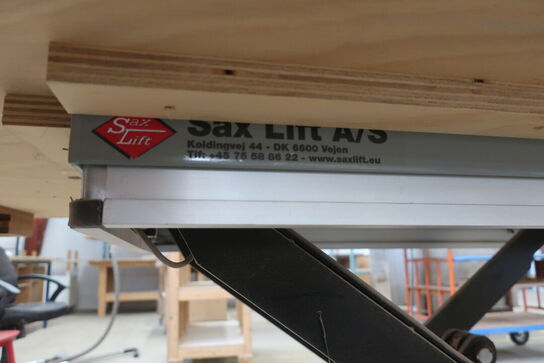 Sax
Lift
Sax Lift A/S
Koldingvej 44 - DK 6600 Vejen
Tlf: +45 75 58 86 22 - www.saxlift.eu